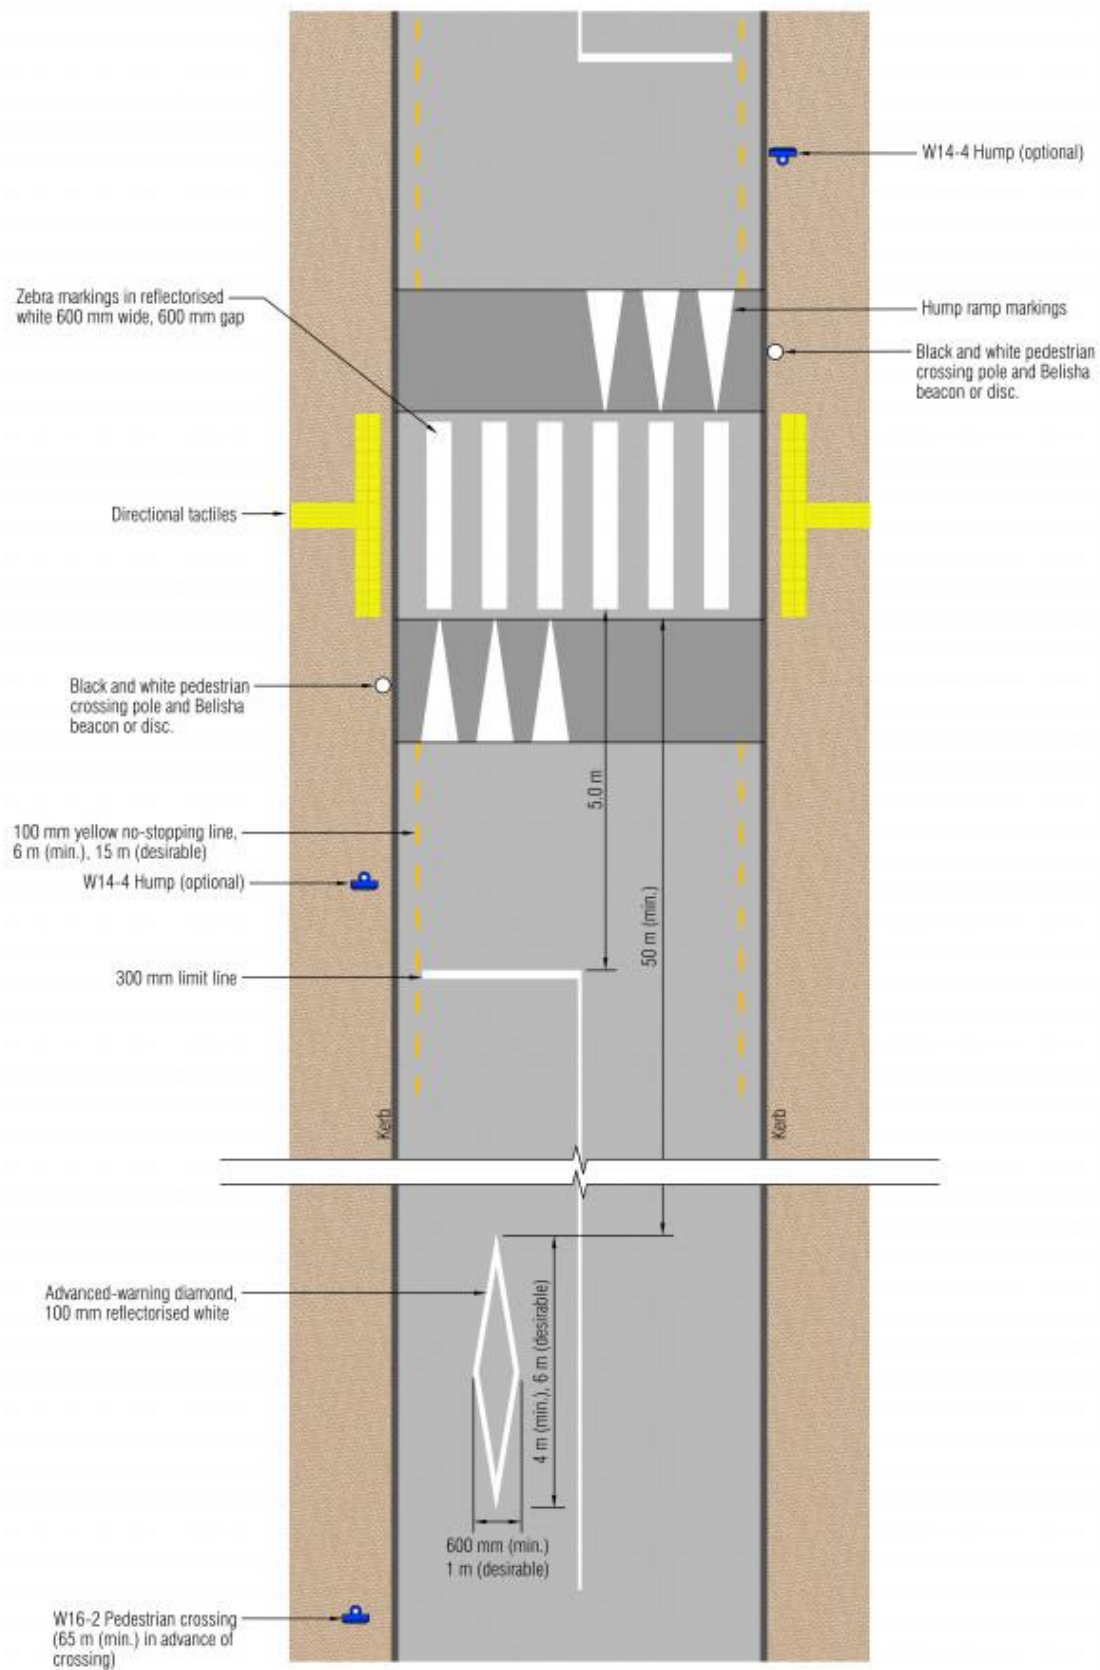 W14-4 Hump (optional)
Zebra markings in reflectorised
white 600 mm wide, 600 mm gap
Hump ramp markings
Black and white pedestrian
crossing pole and Belisha
beacon or disc.
Directional tactiles
Black and white pedestrian
crossing pole and Belisha
beacon or disc.
5.0 m
100 mm yellow no-stopping line,
6 m (min.), 15 m (desirable)
W14-4 Hump (optional)
50 m (min.)
300 mm limit line
Kerb
Kerb
Advanced-warning diamond,
100 mm reflectorised white
4 m (min.), 6 m (desirable)
600 mm (min.)
1 m (desirable)
W16-2 Pedestrian crossing
(65 m (min.) in advance of
crossing)